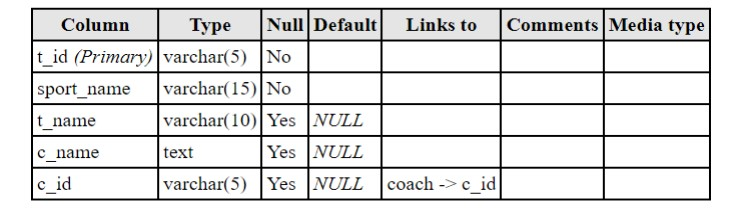 Column Type Null Default Links to Comments Media type
t_id (Primary) varchar(5) No
sport_name varchar(15) No
t_name varchar(10) Yes NULL
c_name text Yes NULL
c_id varchar(5) Yes NULL coach -> c_id